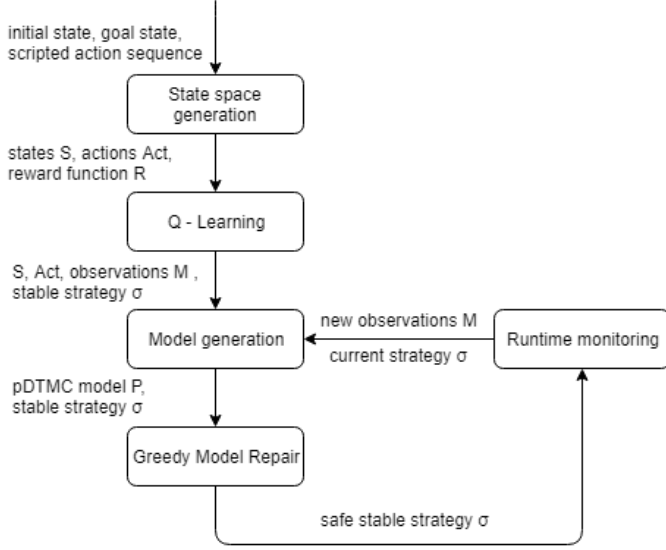 initial state, goal state,
scripted action sequence
State space
generation
states S, actions Act,
reward function R
Q - Learning
S, Act, observations M ,
stable strategy σ
new observations M
Model generation
Runtime monitoring
current strategy σ
pDTMC model P,
stable strategy σ
Greedy Model Repair
safe stable strategy σ